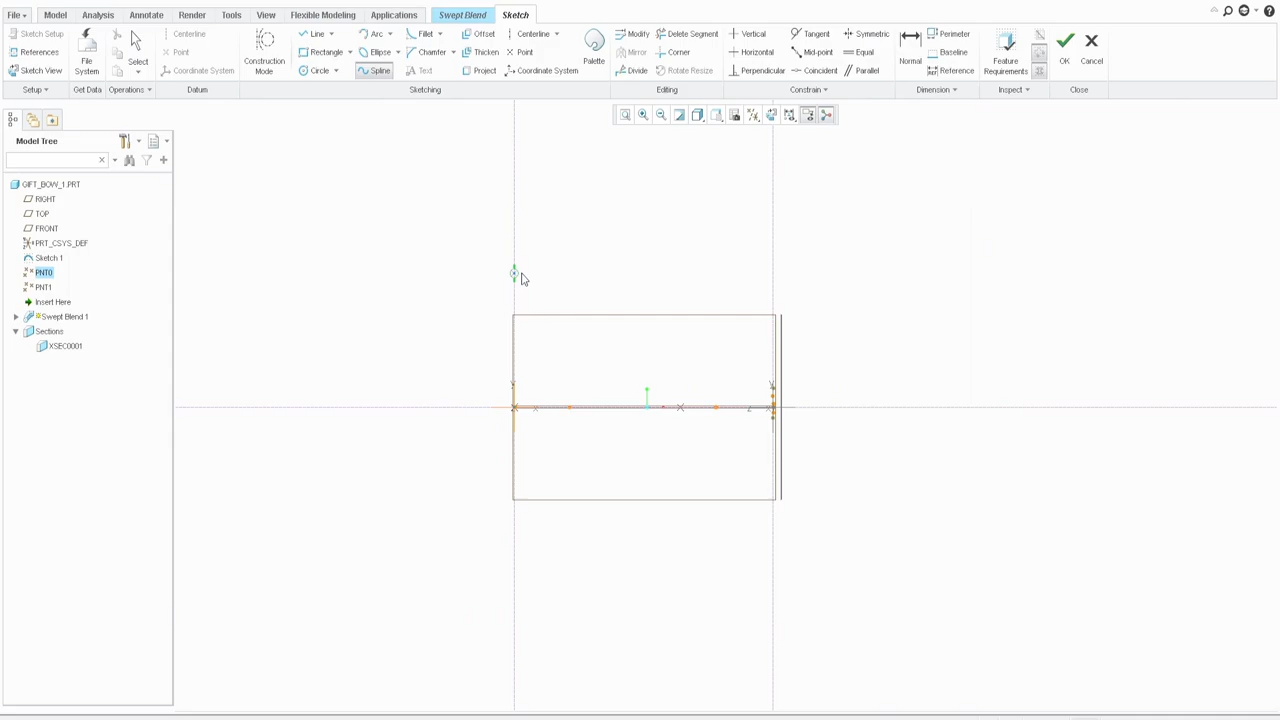 File Model Analysis Annotate Render Tools View Flexible Modeling Applications Swept Blend Sketch
Sketch Setup Line Arc Fillet Offset Centerline Modify Delete Segment Vertical Tangent Symmetric Perimeter
Centerline
References Rectangle Ellipse Chamfer Thicken Point Mirror Corner Horizontal Mid-point Equal Baseline
Point
Sketch View Circle Spline Text Project Coordinate System Divide Rotate Resize Perpendicular Coincident Parallel Reference
Coordinate System
File System
Select
Construction Mode
Palette
Normal
Feature Requirements
OK
Cancel
Setup Get Data Operations Datum Sketching Editing Constrain Dimension Inspect Close
Model Tree
GIFT_BOW_1.PRT
RIGHT
TOP
FRONT
PRT_CSYS_DEF
Sketch 1
PNT0
PNT1
Insert Here
Swept Blend 1
Sections
XSEC0001